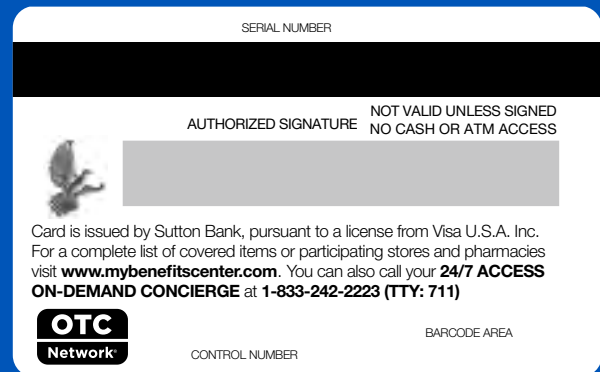 SERIAL NUMBER
NOT VALID UNLESS SIGNED
AUTHORIZED SIGNATURE NO CASH OR ATM ACCESS
Card is issued by Sutton Bank, pursuant to a license from Visa U.S.A. Inc.
For a complete list of covered items or participating stores and pharmacies
visit www.mybenefitscenter.com. You can also call your 24/7 ACCESS
ON-DEMAND CONCIERGE at 1-833-242-2223 (TTY: 711)
OTC
Network®
CONTROL NUMBER
BARCODE AREA